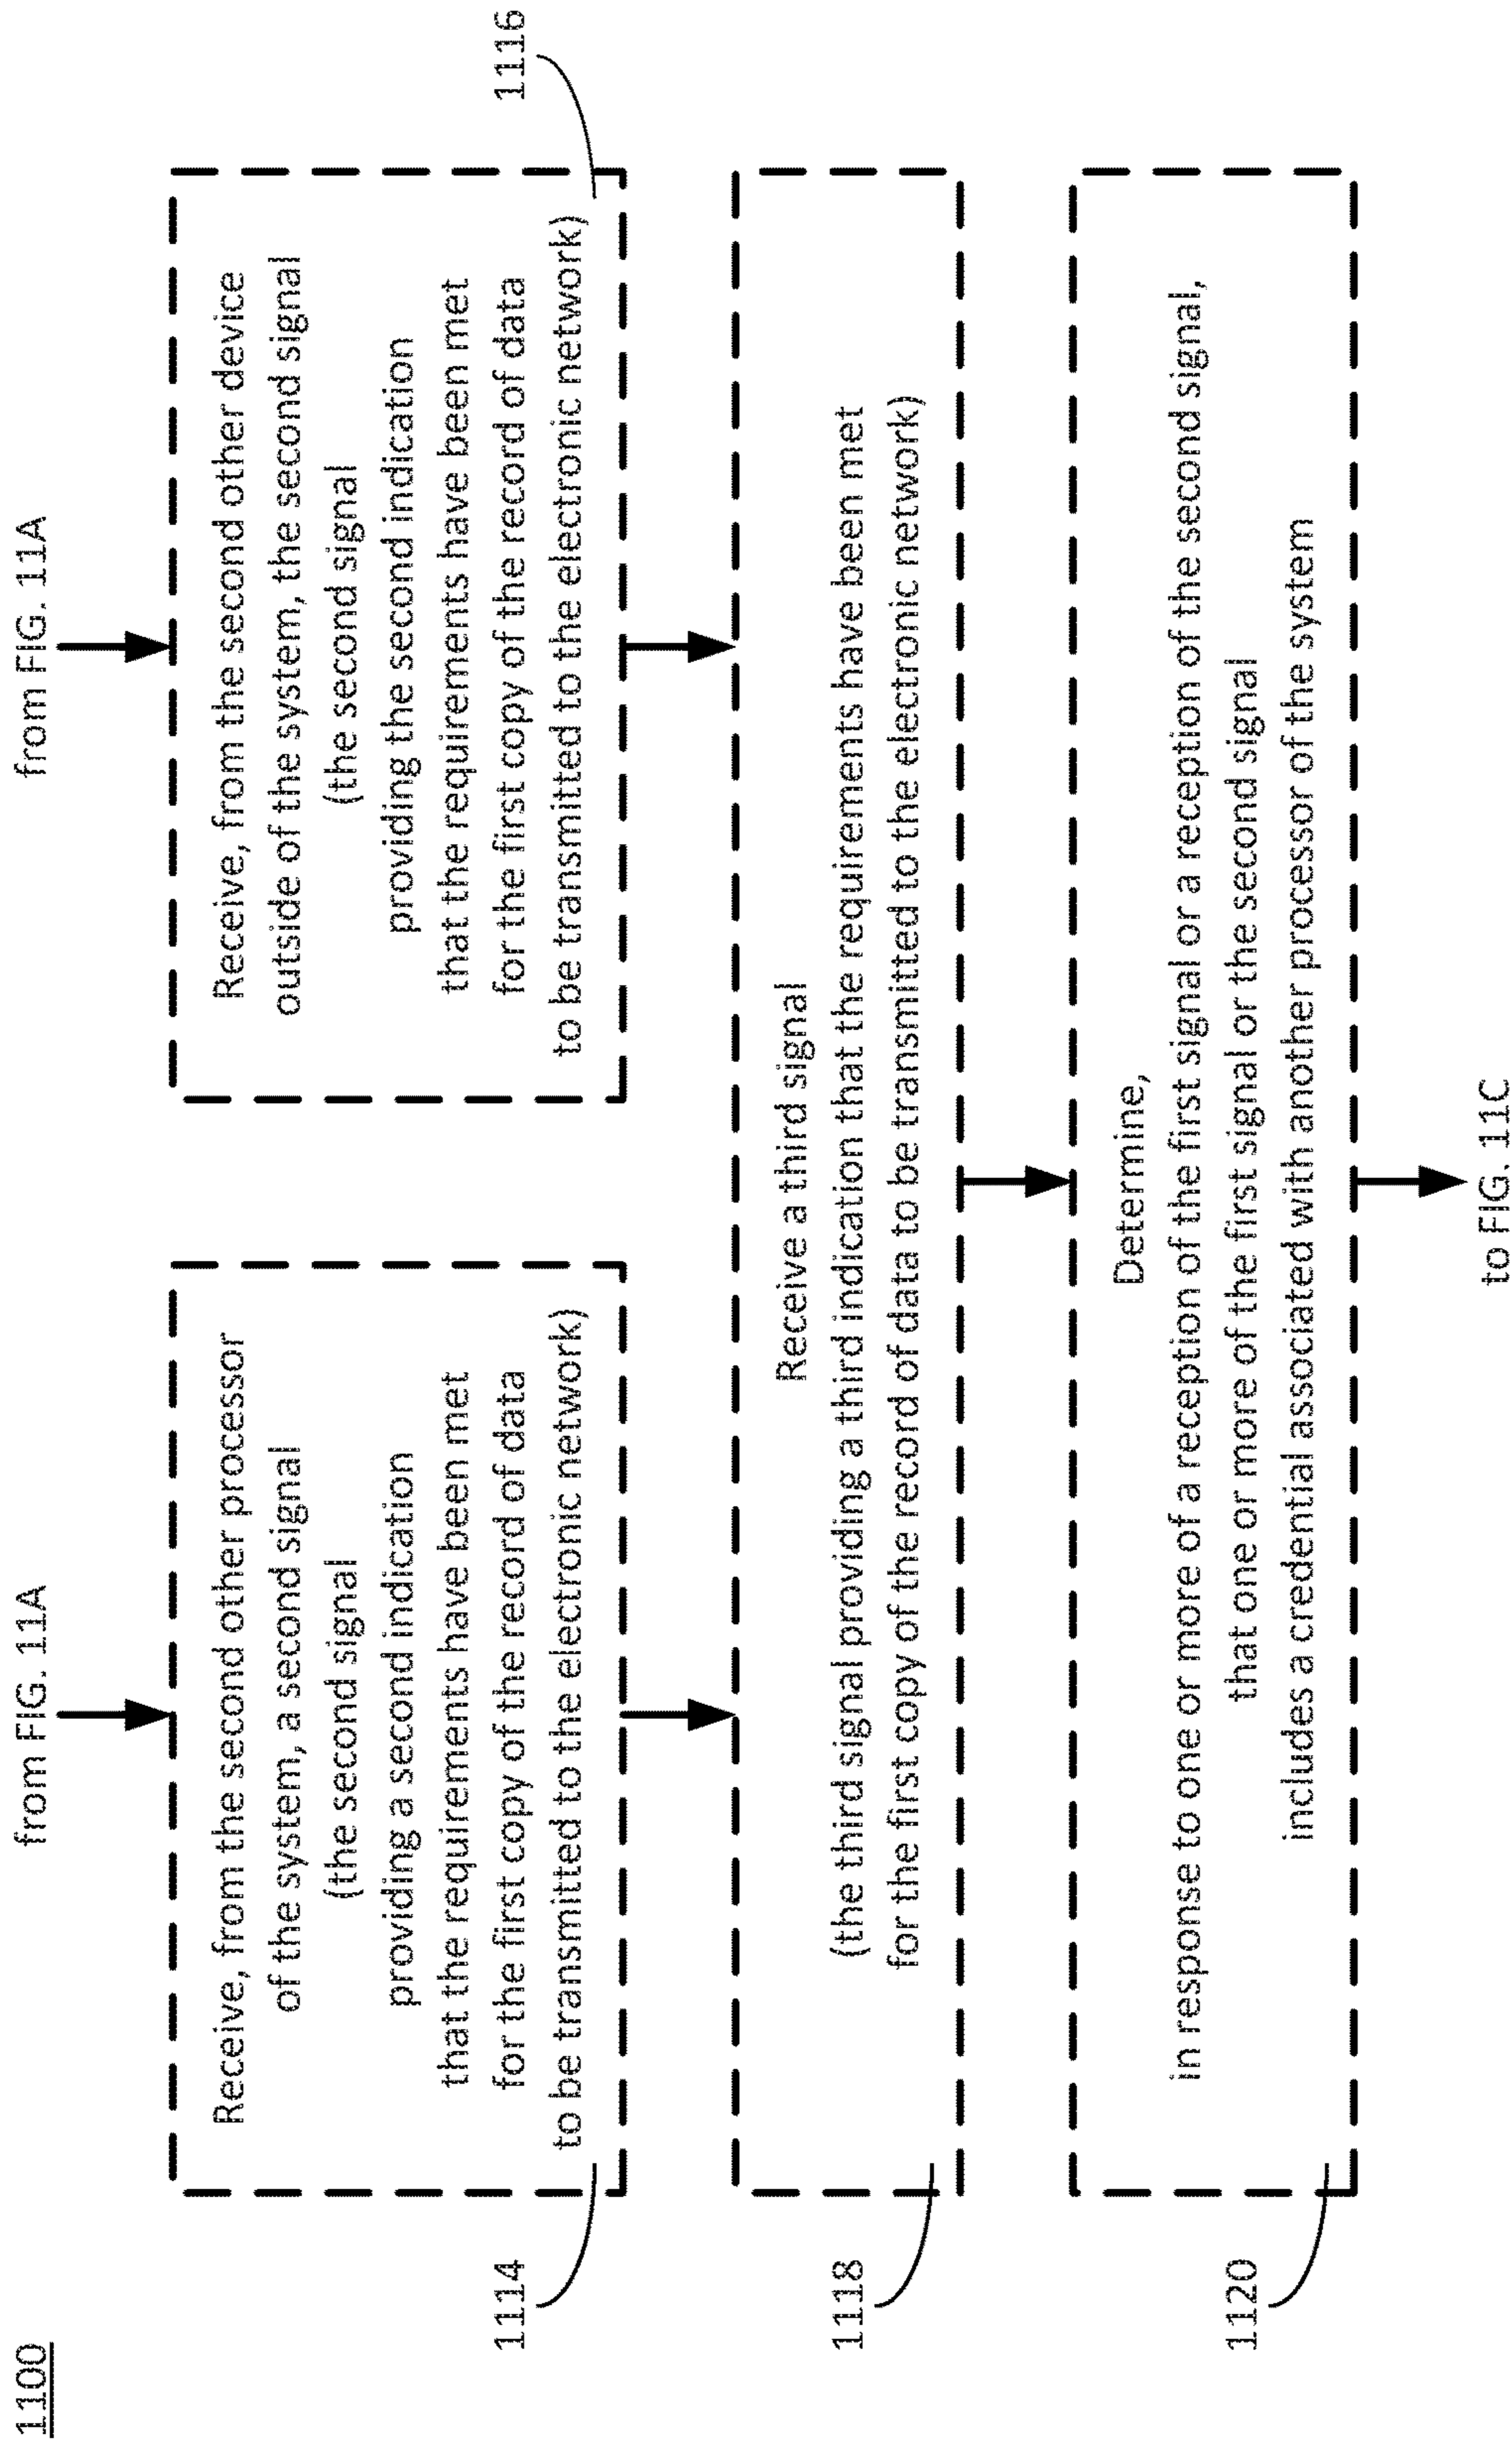 1100
from FIG. 11A
from FIG. 11A
Receive, from the second other processor
of the system, a second signal
(the second signal
providing a second indication
that the requirements have been met
for the first copy of the record of data
to be transmitted to the electronic network)
1114
Receive, from the second other device
outside of the system, the second signal
(the second signal
providing the second indication
that the requirements have been met
for the first copy of the record of data
to be transmitted to the electronic network)
1116
Receive a third signal
(the third signal providing a third indication that the requirements have been met
for the first copy of the record of data to be transmitted to the electronic network)
1118
Determine,
in response to one or more of a reception of the first signal or a reception of the second signal,
that one or more of the first signal or the second signal
includes a credential associated with another processor of the system
1120
to FIG. 11C